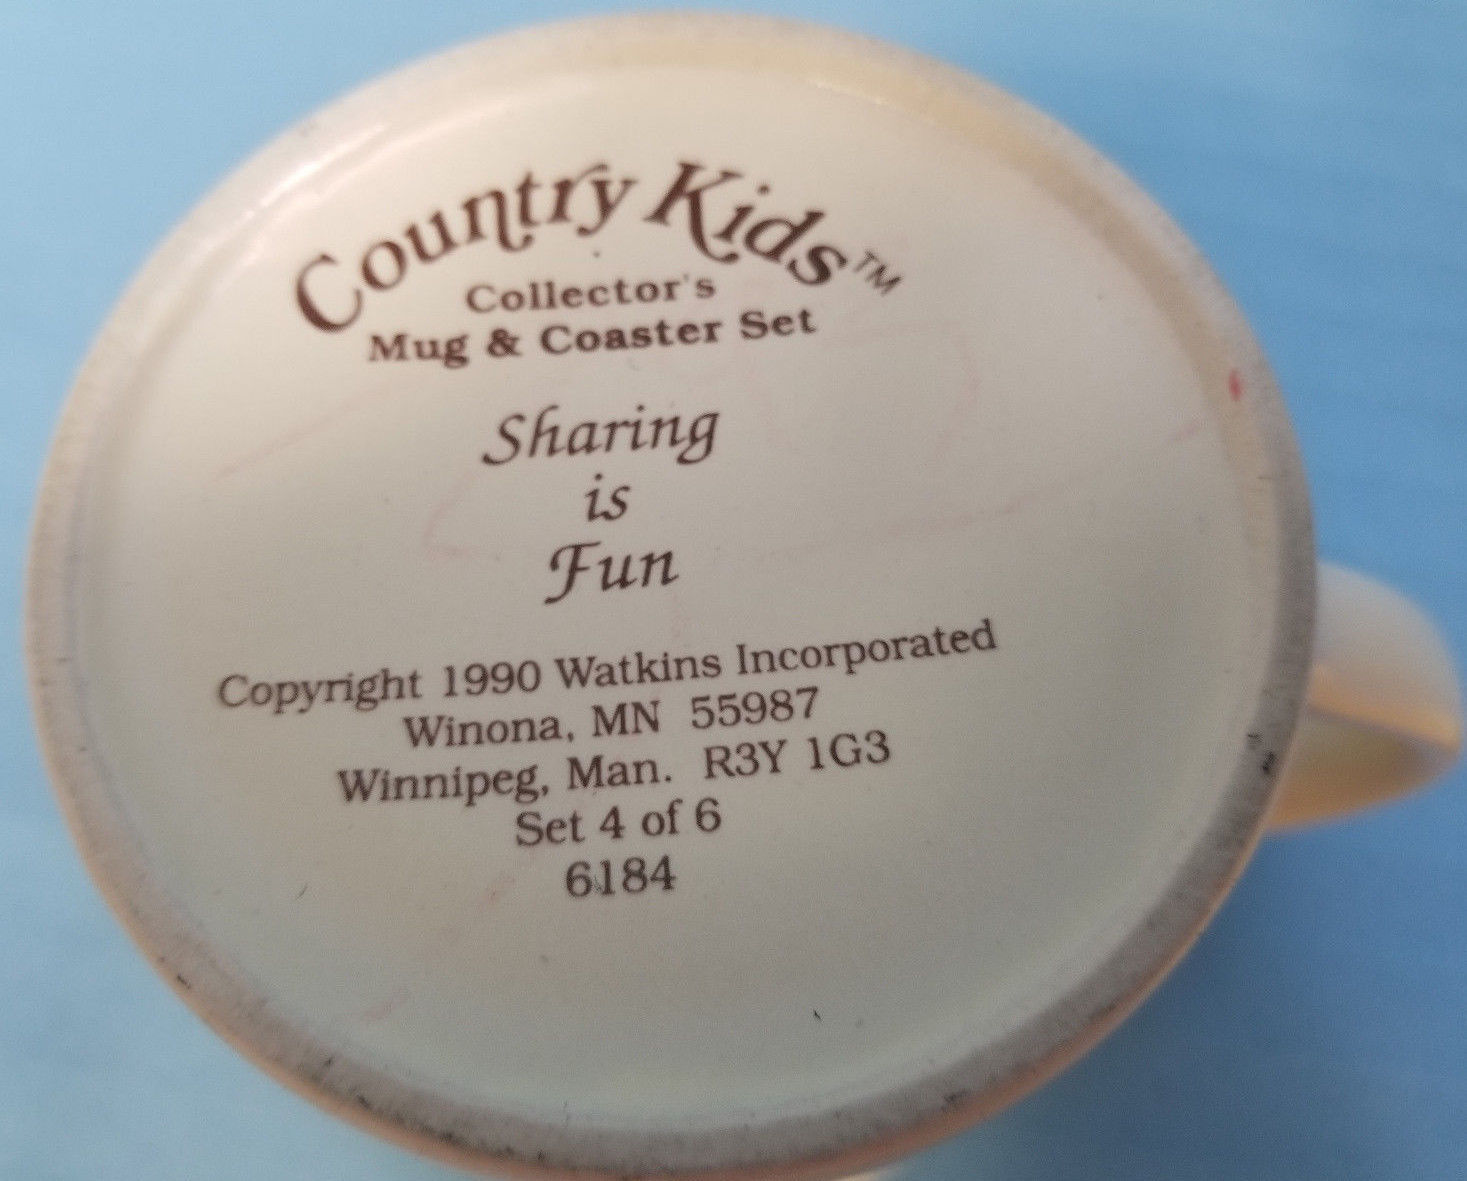 Country Kids™
Collector's
Mug & Coaster Set
Sharing
is
Fun
Copyright 1990 Watkins Incorporated
Winona, MN 55987
Winnipeg, Man. R3Y 1G3
Set 4 of 6
6184